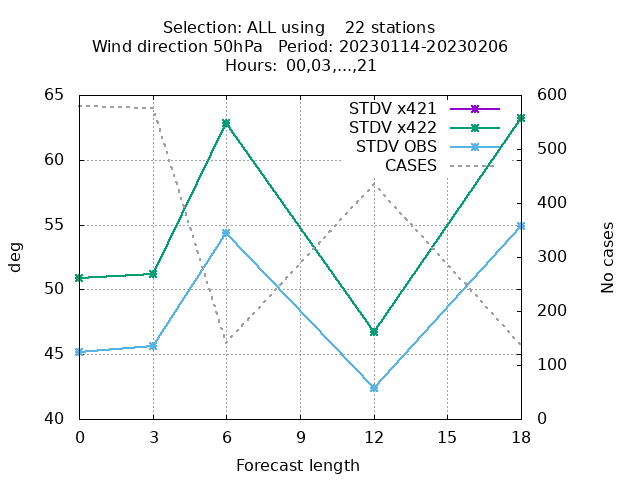 Selection: ALL using    22 stations
Wind direction 50hPa   Period: 20230114-20230206
Hours: 00,03,...,21
65
60
55
50
45
40
600
500
400
300
200
100
0
STDV x421
STDV x422
STDV OBS
CASES
deg
No cases
0 3 6 9 12 15 18
Forecast length